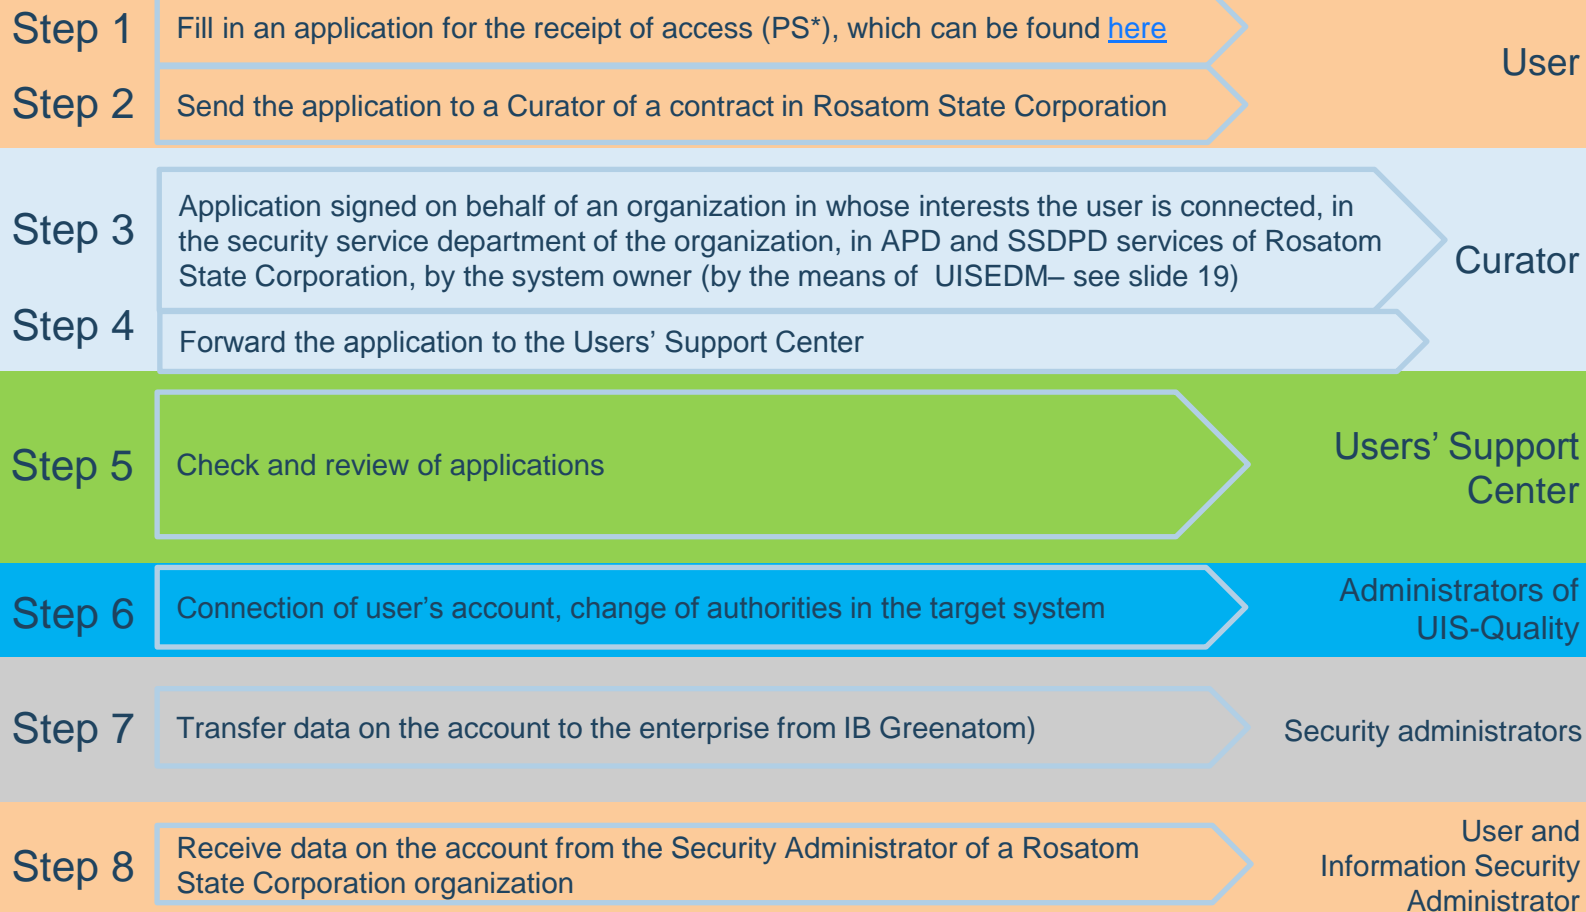 Step 1
Fill in an application for the receipt of access (PS*), which can be found here
User
Step 2
Send the application to a Curator of a contract in Rosatom State Corporation
Step 3
Application signed on behalf of an organization in whose interests the user is connected, in
the security service department of the organization, in APD and SSDPD services of Rosatom
State Corporation, by the system owner (by the means of  UISEDM– see slide 19)
Curator
Step 4
Forward the application to the Users’ Support Center
Step 5
Check and review of applications
Users’ Support
Center
Step 6
Connection of user’s account, change of authorities in the target system
Administrators of
UIS-Quality
Step 7
Transfer data on the account to the enterprise from IB Greenatom)
Security administrators
Step 8
Receive data on the account from the Security Administrator of a Rosatom
State Corporation organization
User and
Information Security
Administrator